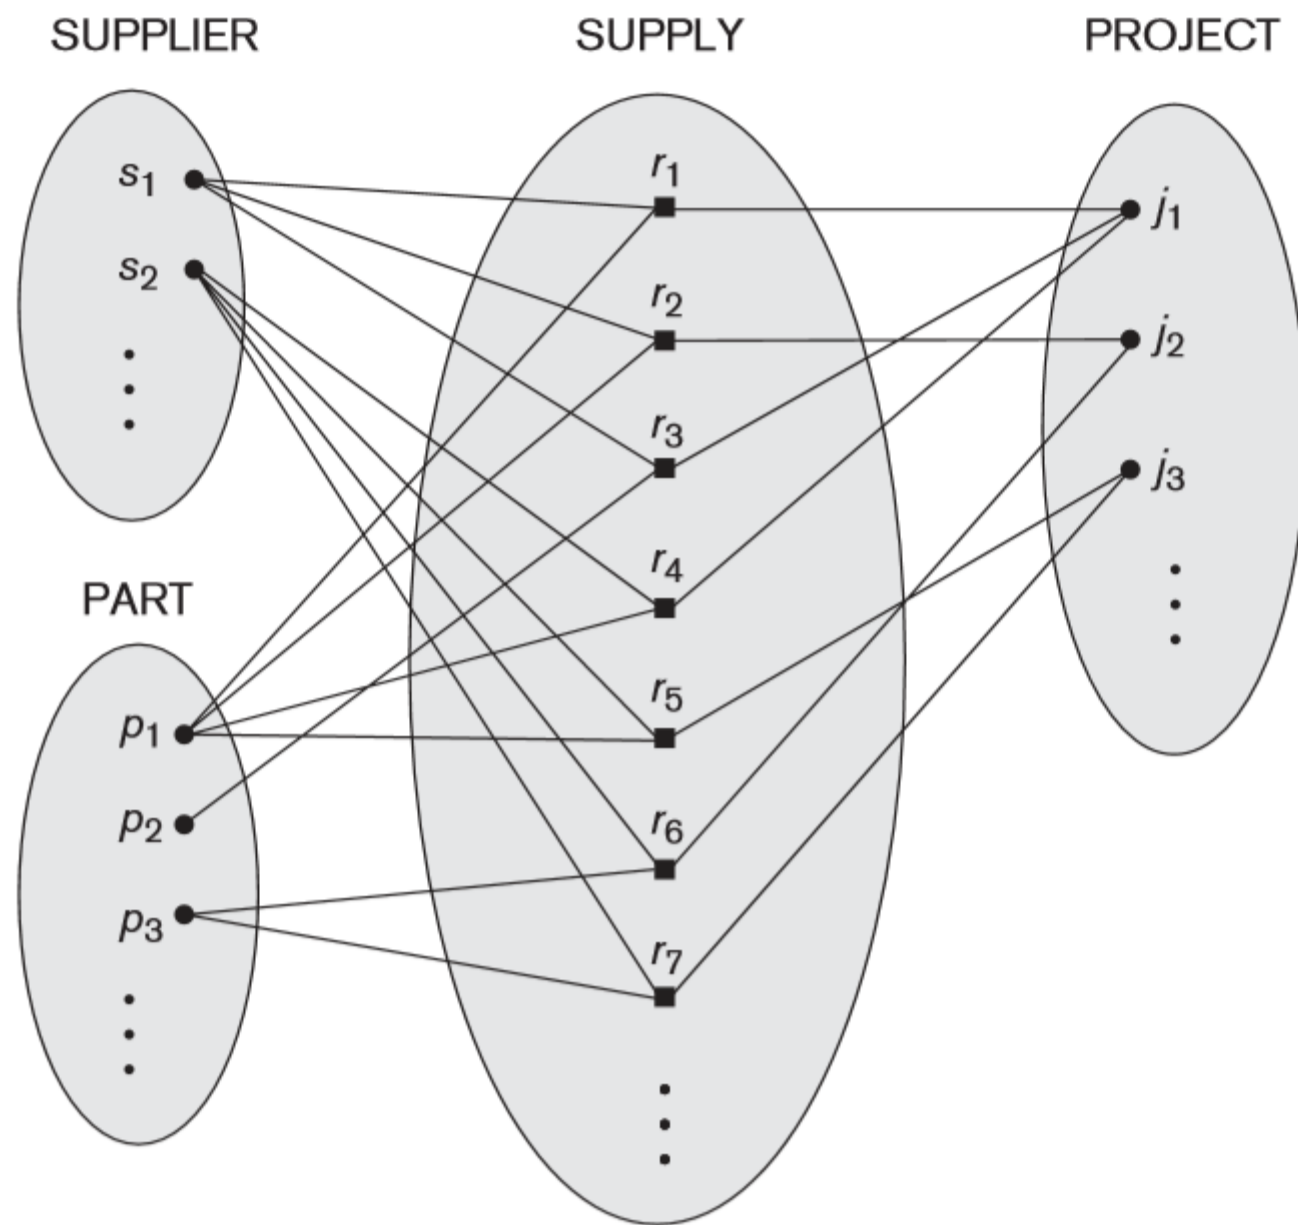 SUPPLIER
s1
s2
PART
p1
p2
p3
SUPPLY
r1
r2
r3
r4
r5
r6
r7
PROJECT
j1
j2
j3